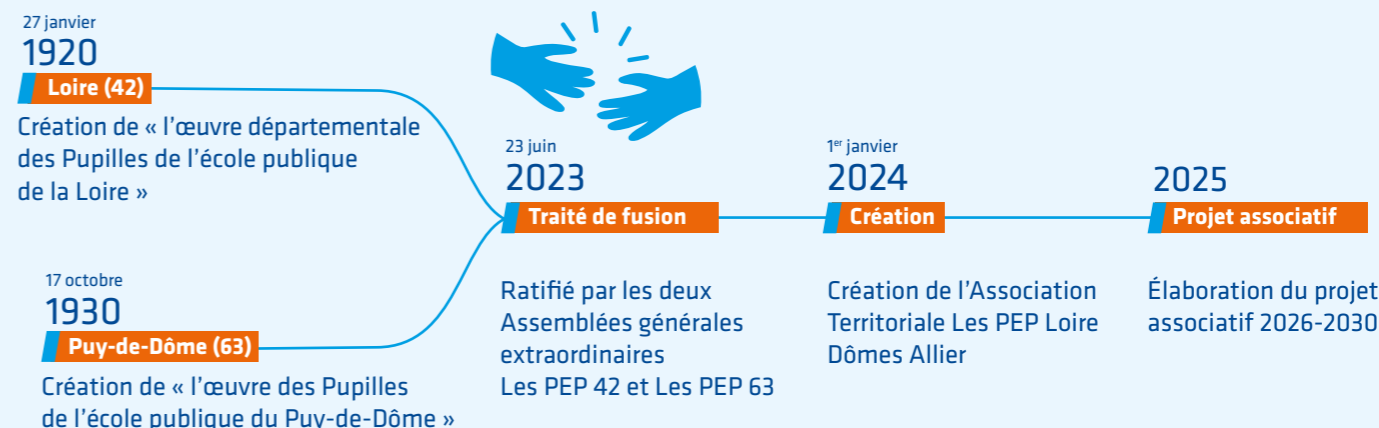 27 janvier
1920
Loire (42)
Création de « l’œuvre départementale
des Pupilles de l’école publique
de la Loire »
17 octobre
1930
Puy-de-Dôme (63)
Création de « l’œuvre des Pupilles
de l’école publique du Puy-de-Dôme »
23 juin
2023
Traité de fusion
Ratifié par les deux
Assemblées générales
extraordinaires
Les PEP 42 et Les PEP 63
1er janvier
2024
Création
Création de l’Association
Territoriale Les PEP Loire
Dômes Allier
2025
Projet associatif
Élaboration du projet
associatif 2026-2030